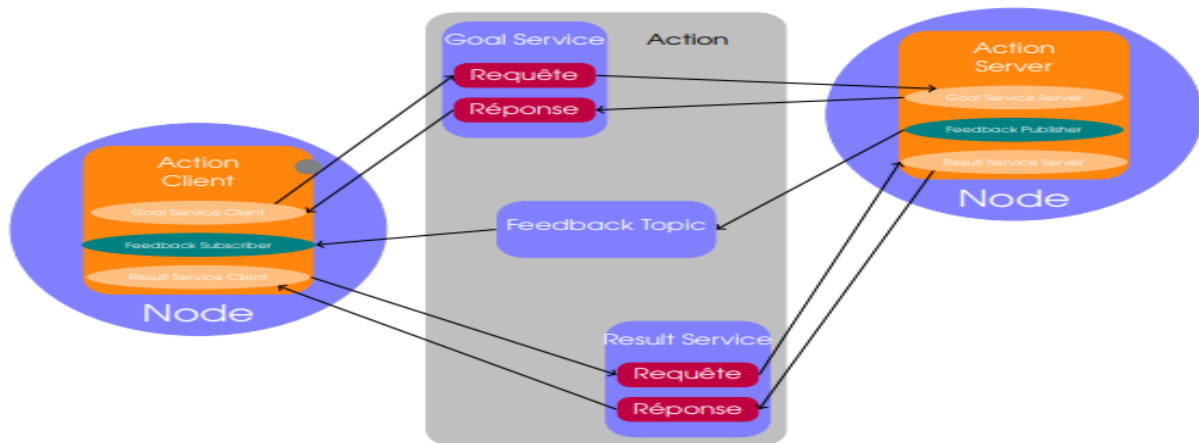 Goal Service
Action
Requête
Réponse
Action
Server
Goal Service Server
Feedback Publisher
Result Service Server
Node
Action
Client
Goal Service Client
Feedback Subscriber
Result Service Client
Node
Feedback Topic
Result Service
Requête
Réponse